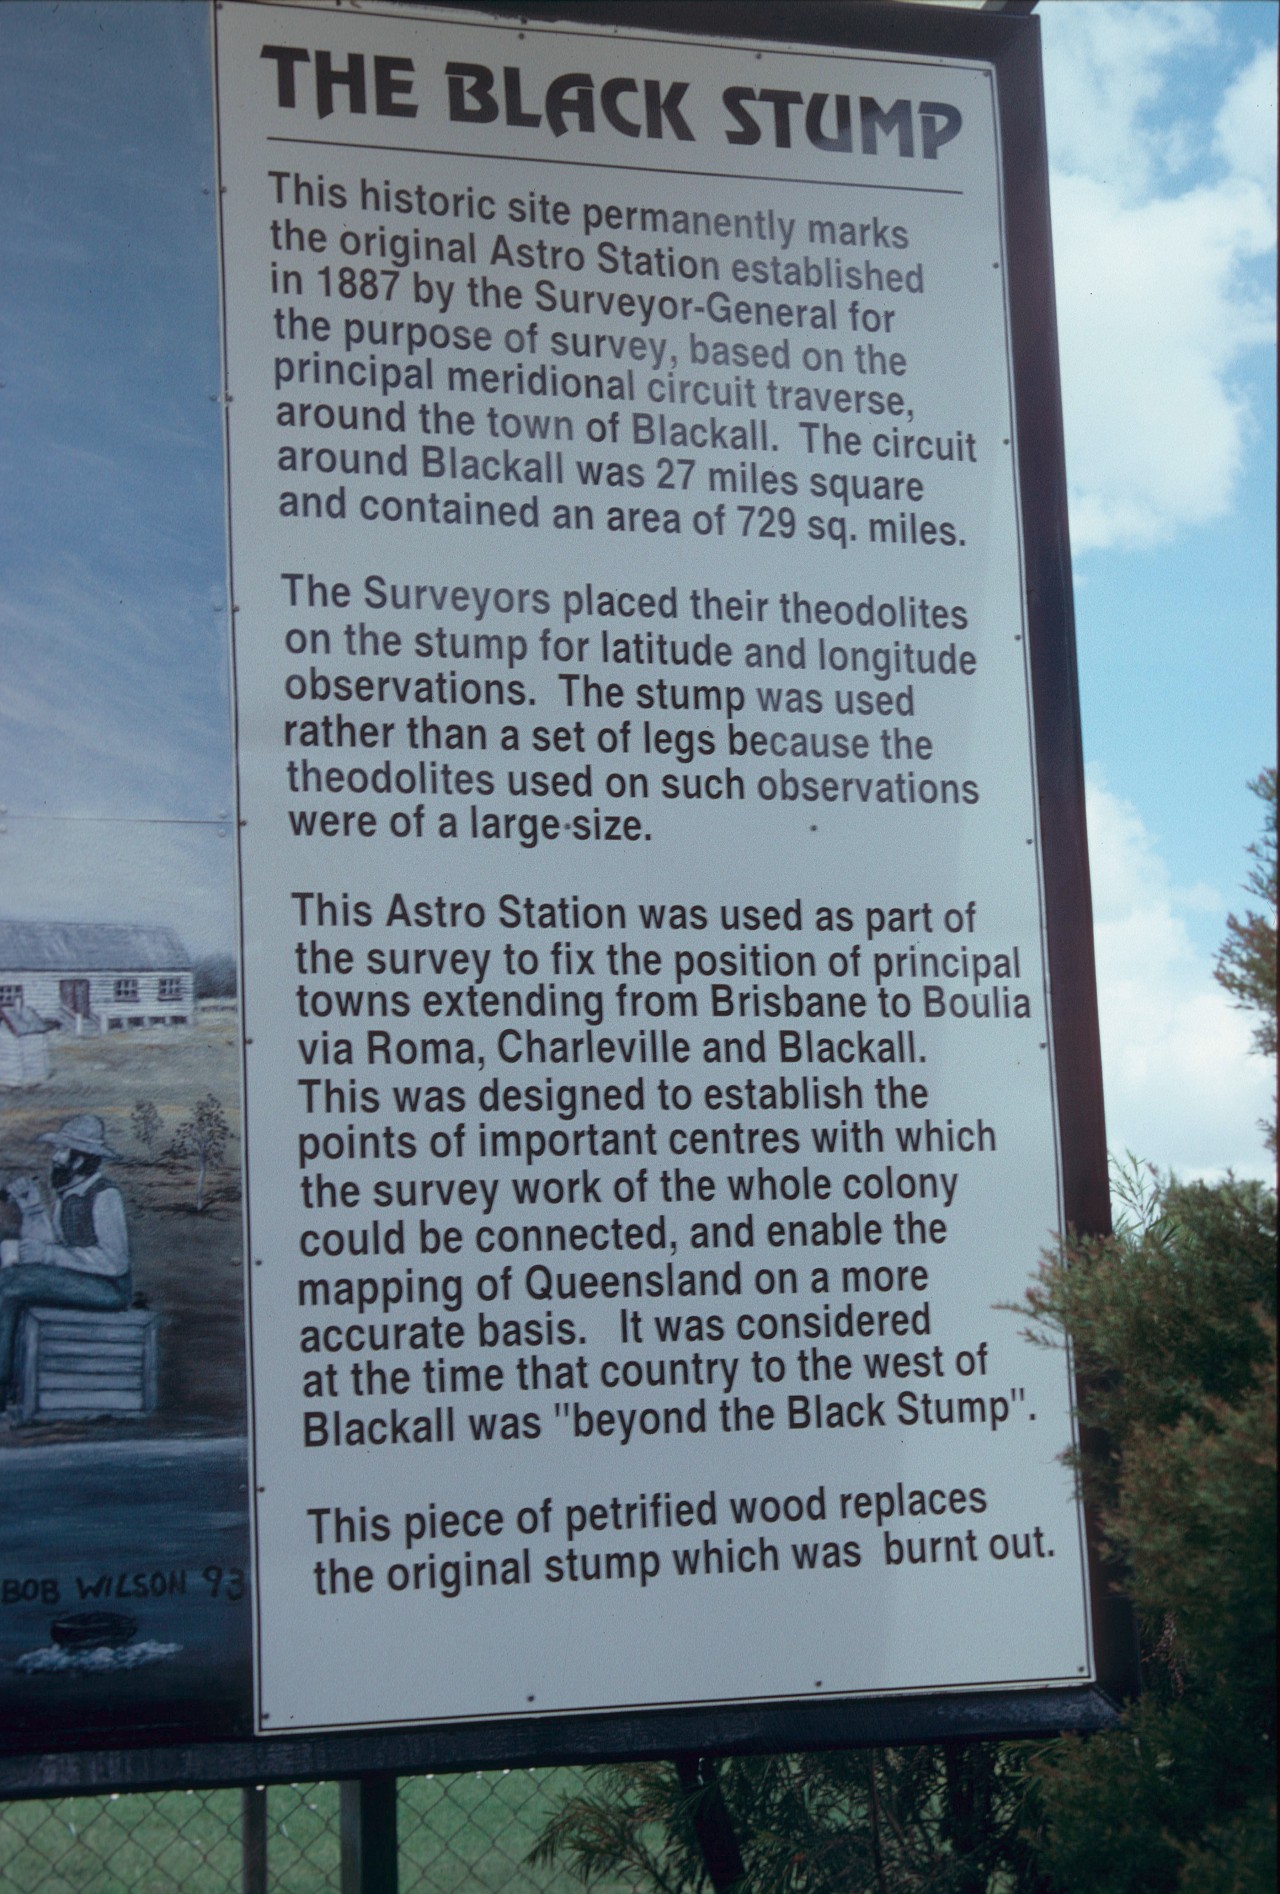 THE BLACK STUMP
This historic site permanently marks
the original Astro Station established
in 1887 by the Surveyor-General for
the purpose of survey, based on the
principal meridional circuit traverse,
around the town of Blackall. The circuit
around Blackall was 27 miles square
and contained an area of 729 sq. miles.
The Surveyors placed their theodolites
on the stump for latitude and longitude
observations. The stump was used
rather than a set of legs because the
theodolites used on such observations
were of a large size.
This Astro Station was used as part of
the survey to fix the position of principal
towns extending from Brisbane to Boulia
via Roma, Charleville and Blackall.
This was designed to establish the
points of important centres with which
the survey work of the whole colony
could be connected, and enable the
mapping of Queensland on a more
accurate basis. It was considered
at the time that country to the west of
Blackall was "beyond the Black Stump".
This piece of petrified wood replaces
the original stump which was burnt out.
BOB WILSON 93